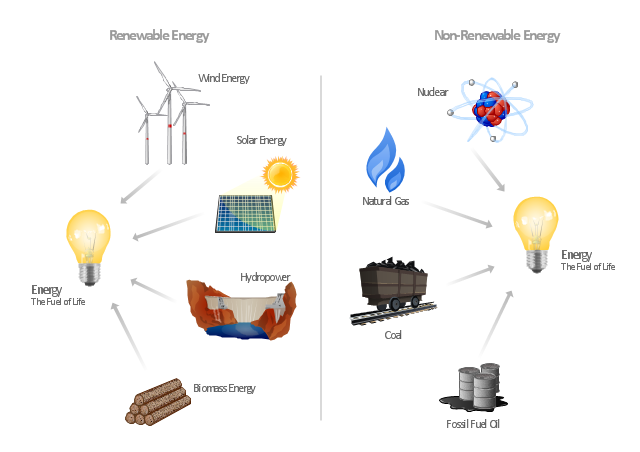 Renewable Energy
Wind Energy
Solar Energy
Hydropower
Energy
The Fuel of Life
Biomass Energy
Non-Renewable Energy
Nuclear
Natural Gas
Energy
The Fuel of Life
Coal
Fossil Fuel Oil